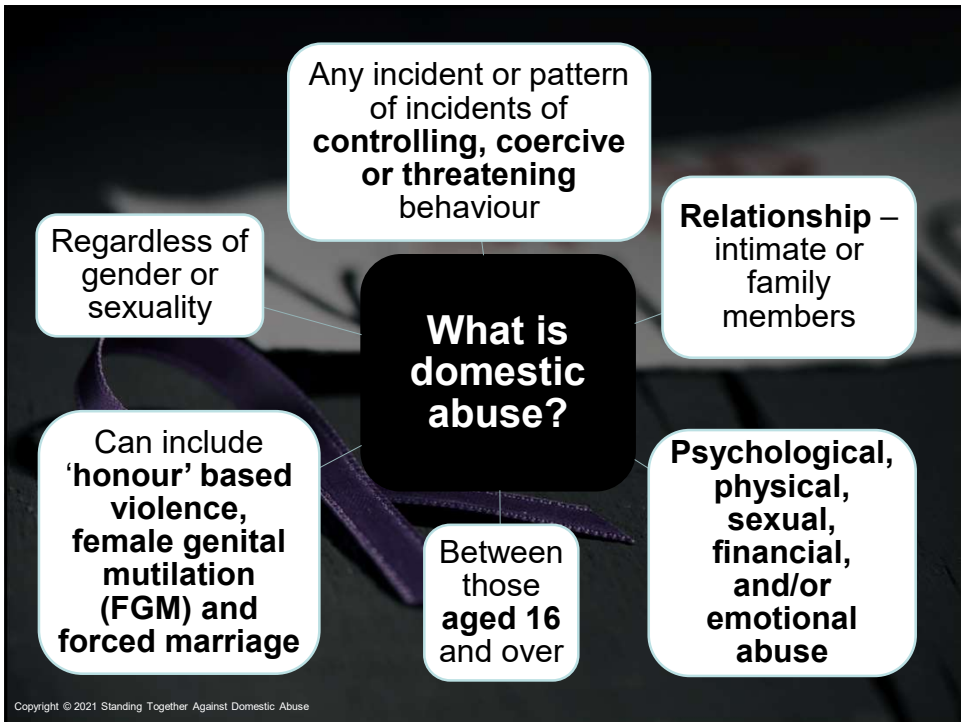 Any incident or pattern
of incidents of
controlling, coercive
or threatening
behaviour
Relationship –
intimate or
family
members
Regardless of
gender or
sexuality
What is
domestic
abuse?
Can include
‘honour’ based
violence,
female genital
mutilation
(FGM) and
forced marriage
Between
those
aged 16
and over
Psychological,
physical,
sexual,
financial,
and/or
emotional
abuse
Copyright © 2021 Standing Together Against Domestic Abuse